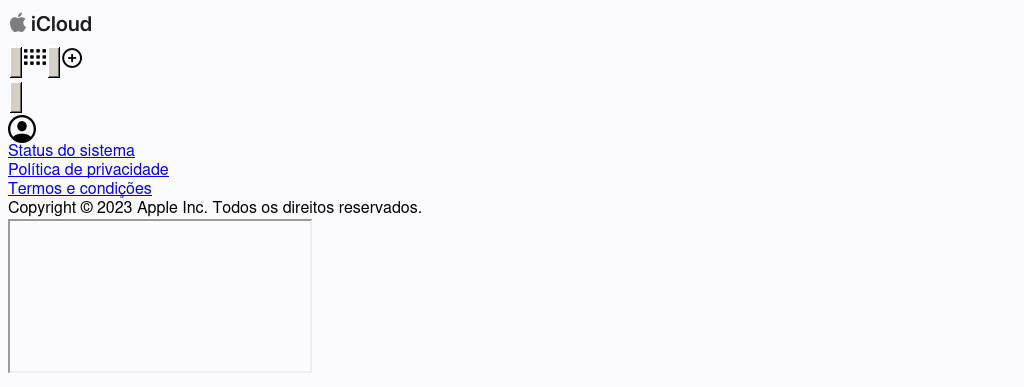 iCloud
Status do sistema
Política de privacidade
Termos e condições
Copyright © 2023 Apple Inc. Todos os direitos reservados.